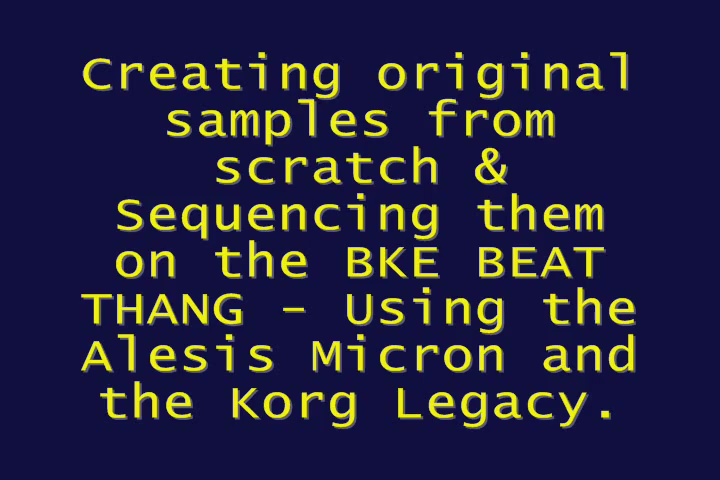 Creating original
samples from
scratch &
Sequencing them
on the BKE BEAT
THANG - Using the
Alesis Micron and
the Korg Legacy.